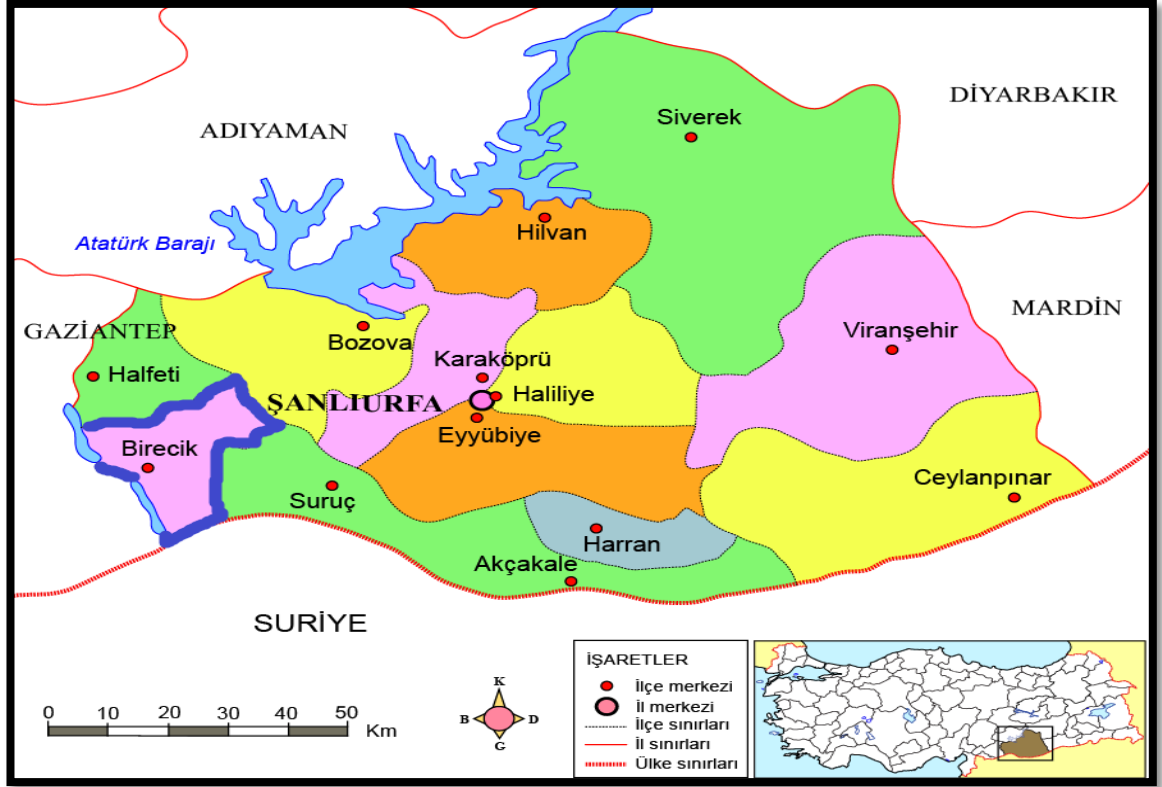 DİYARBAKIR
Siverek
ADIYAMAN
Hilvan
Atatürk Barajı
MARDİN
GAZİANTEP
Viranşehir
Bozova
Karaköprü
Halfeti
Haliliye
ŞANLIURFA
Eyyübiye
Birecik
Ceylanpınar
Suruç
Harran
Akçakale
SURİYE
İŞARETLER
İlçe merkezi
İl merkezi
İlçe sınırları
İl sınırları
Ülke sınırları
K
B D
G
0 10 20 30 40 50 Km